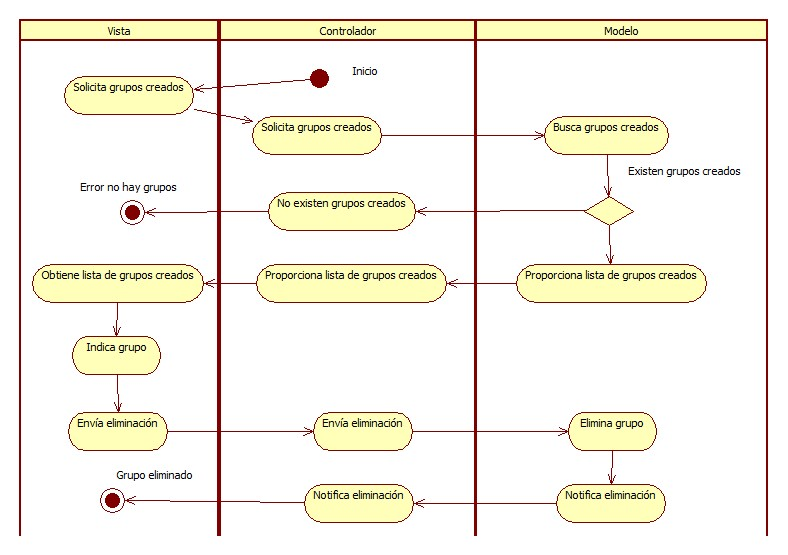 Vista
Controlador
Modelo
Inicio
Solicita grupos creados
Solicita grupos creados
Busca grupos creados
Existen grupos creados
Error no hay grupos
No existen grupos creados
Obtiene lista de grupos creados
Proporciona lista de grupos creados
Proporciona lista de grupos creados
Indica grupo
Envía eliminación
Envía eliminación
Elimina grupo
Grupo eliminado
Notifica eliminación
Notifica eliminación